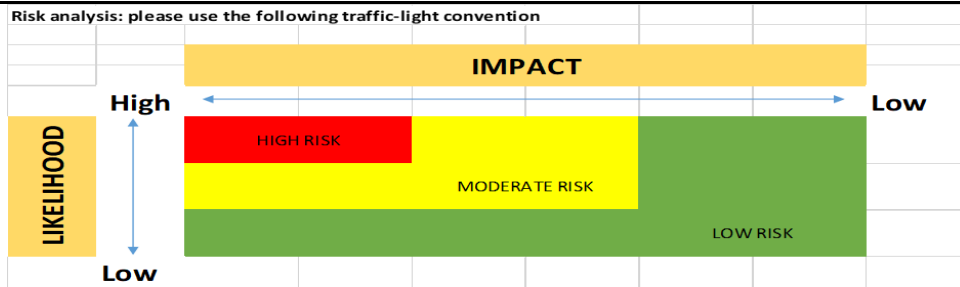 Risk analysis: please use the following traffic-light convention
IMPACT
High
Low
LIKELIHOOD
HIGH RISK
MODERATE RISK
LOW RISK
Low